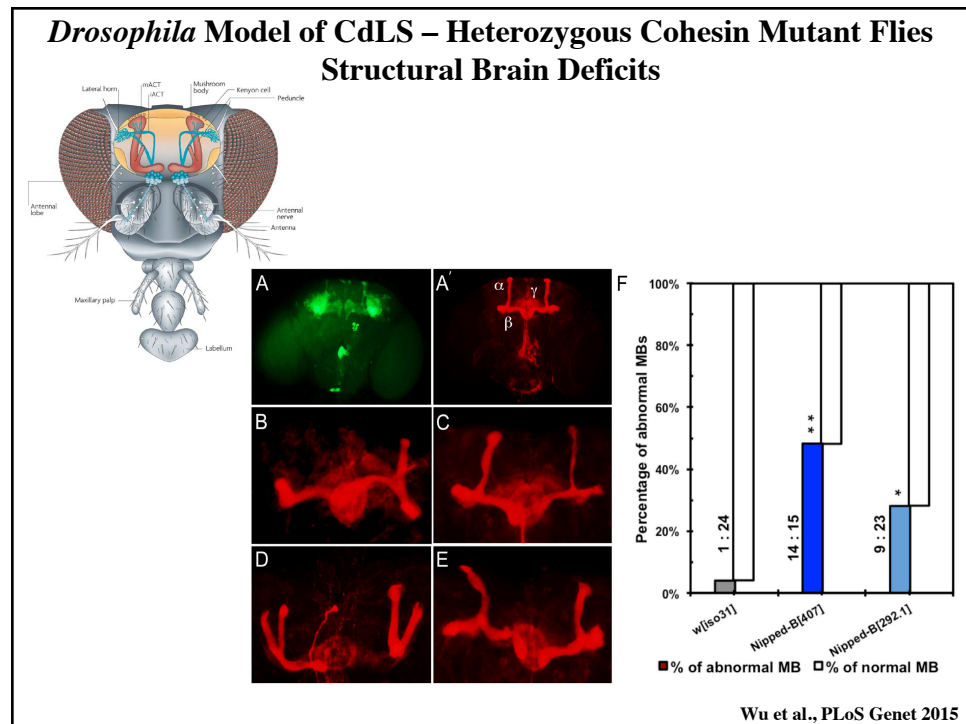 Drosophila Model of CdLS – Heterozygous Cohesin Mutant Flies
Structural Brain Deficits
Lateral horn
mACT
iACT
Mushroom
body
Kenyon cell
Peduncle
Antennal
lobe
Antennal
nerve
Antenna
Maxillary palp
Labellum
A
A′
α
γ
β
B
C
D
E
F
Percentage of abnormal MBs
100%
80%
60%
40%
20%
0%
1 : 24
14 : 15
**
9 : 23
*
w[iso31]
Nipped-B[407]
Nipped-B[292.1]
% of abnormal MB
% of normal MB
Wu et al., PLoS Genet 2015